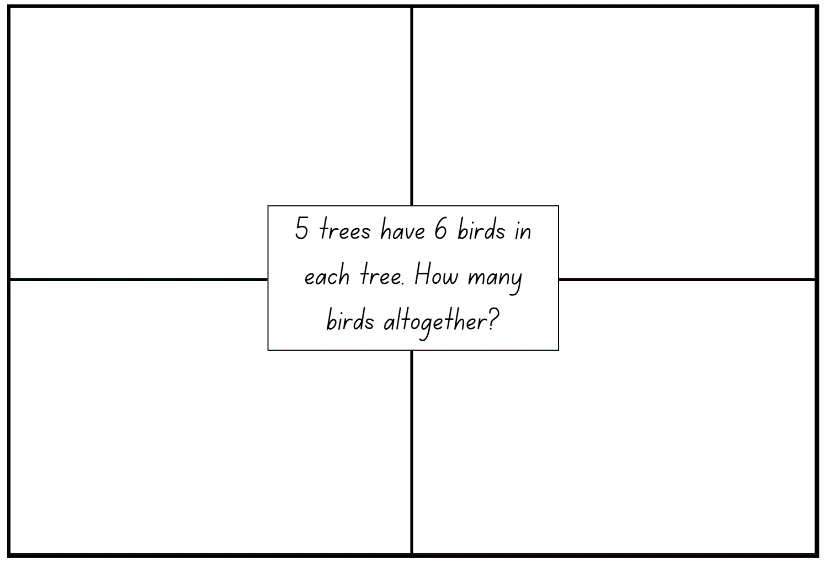 5 trees have 6 birds in
each tree. How many
birds altogether?